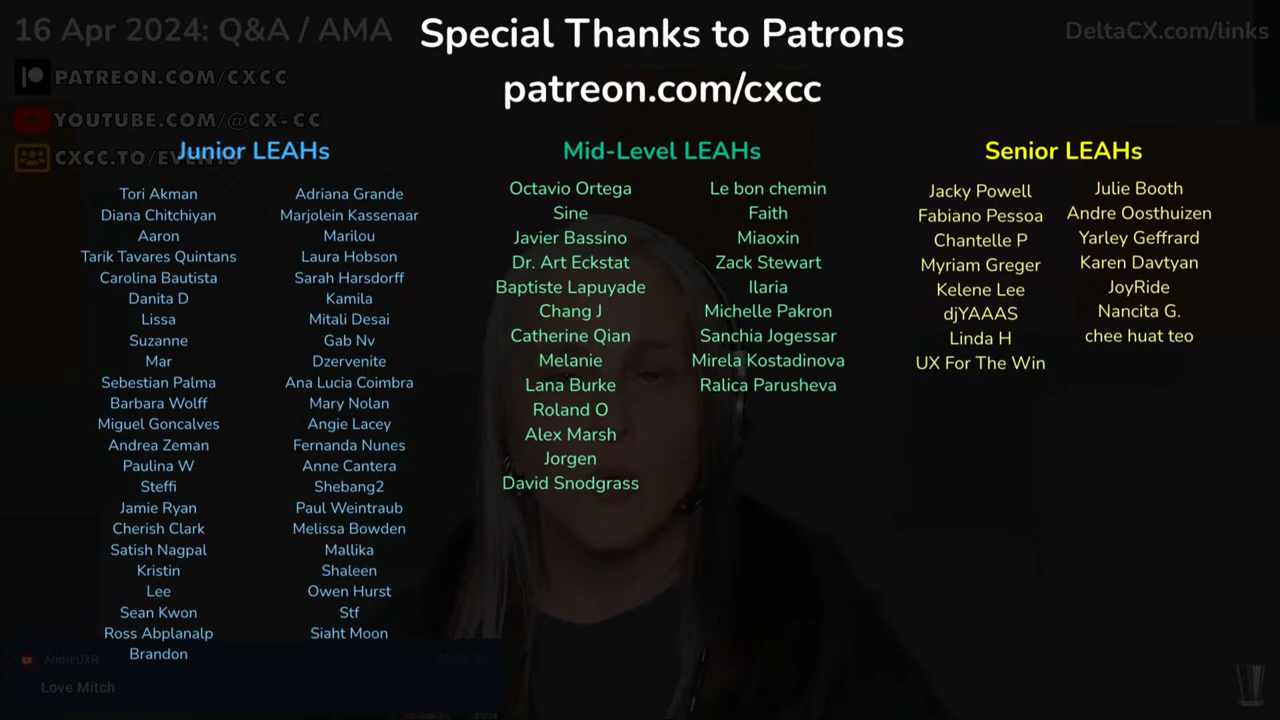 16 Apr 2024: Q&A / AMA
Special Thanks to Patrons
DeltaCX.com/links
PATREON.COM/CXCC
patreon.com/cxcc
YOUTUBE.COM/@CX-CC
CXCC.TO/EVENTS
Junior LEAHs
Tori Akman
Diana Chitchiyan
Aaron
Tarik Tavares Quintans
Carolina Bautista
Danita D
Lissa
Suzanne
Mar
Sebestian Palma
Barbara Wolff
Miguel Goncalves
Andrea Zeman
Paulina W
Steffi
Jamie Ryan
Cherish Clark
Satish Nagpal
Kristin
Lee
Sean Kwon
Ross Abplanalp
Brandon
Adriana Grande
Marjolein Kassenaar
Marilou
Laura Hobson
Sarah Harsdorff
Kamila
Mitali Desai
Gab Nv
Dzervenite
Ana Lucia Coimbra
Mary Nolan
Angie Lacey
Fernanda Nunes
Anne Cantera
Shebang2
Paul Weintraub
Melissa Bowden
Mallika
Shaleen
Owen Hurst
Stf
Siaht Moon
Mid-Level LEAHs
Octavio Ortega
Sine
Javier Bassino
Dr. Art Eckstat
Baptiste Lapuyade
Chang J
Catherine Qian
Melanie
Lana Burke
Roland O
Alex Marsh
Jorgen
David Snodgrass
Le bon chemin
Faith
Miaoxin
Zack Stewart
Ilaria
Michelle Pakron
Sanchia Jogessar
Mirela Kostadinova
Ralica Parusheva
Senior LEAHs
Jacky Powell
Fabiano Pessoa
Chantelle P
Myriam Greger
Kelene Lee
djYAAAS
Linda H
UX For The Win
Julie Booth
Andre Oosthuizen
Yarley Geffrard
Karen Davtyan
JoyRide
Nancita G.
chee huat teo
AndreUXR
Love Mitch